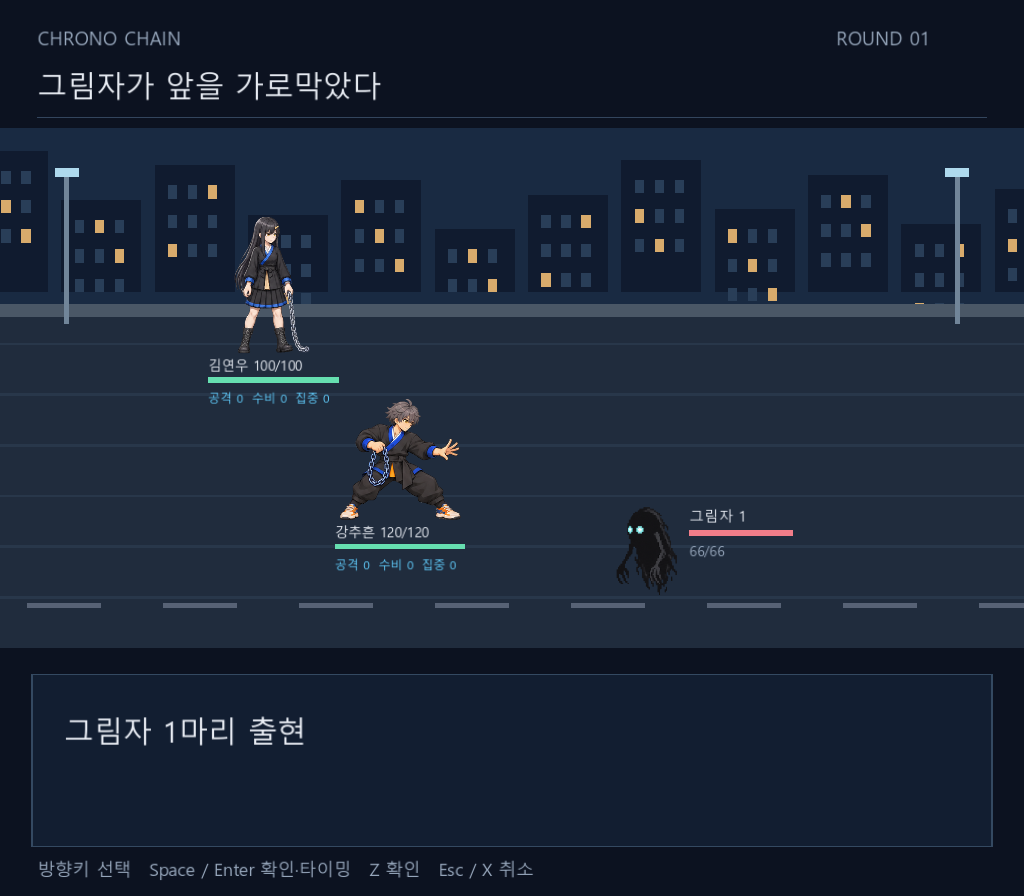 CHRONO CHAIN
ROUND 01
그림자가 앞을 가로막았다
김연우 100/100
공격 0 수비 0 집중 0
강추흔 120/120
공격 0 수비 0 집중 0
그림자 1
66/66
그림자 1마리 출현
방향키 선택 Space / Enter 확인·타이밍 Z 확인 Esc / X 취소